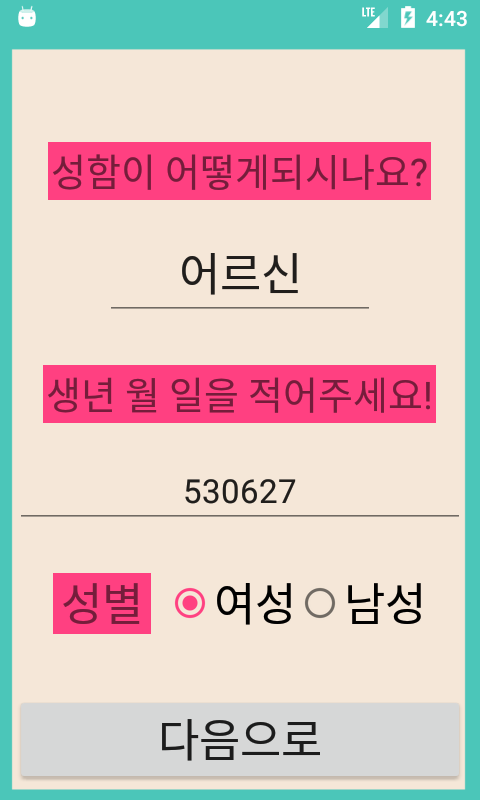 LTE 4:43
성함이 어떻게되시나요?
어르신
생년 월 일을 적어주세요!
530627
성별 여성 남성
다음으로